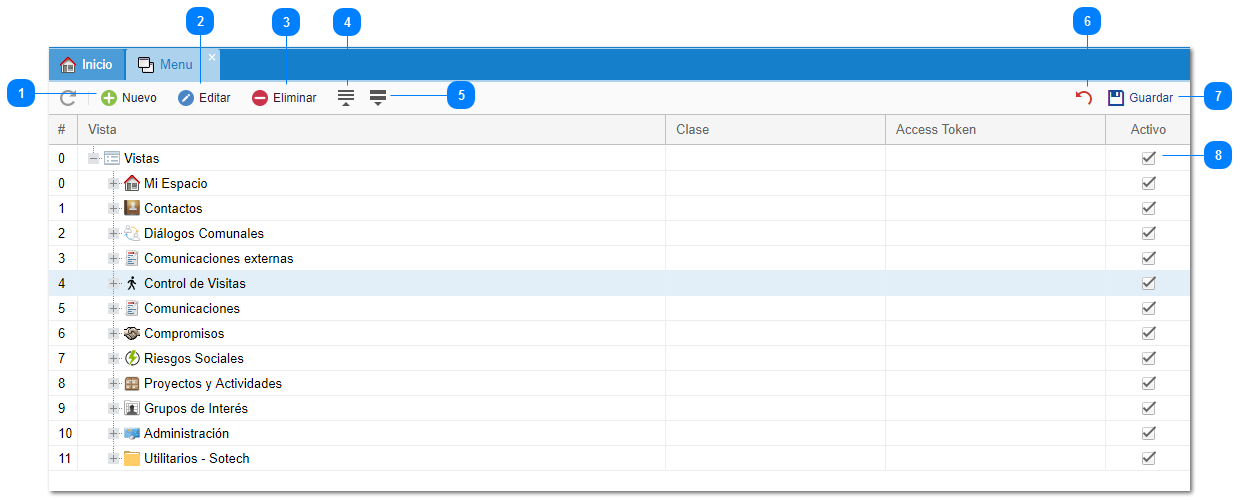 2 3 4 6
Inicio Menu ×
1 Nuevo Editar Eliminar 5 Guardar 7
# Vista Clase Access Token Activo
0 Vistas 8
0 Mi Espacio
1 Contactos
2 Diálogos Comunales
3 Comunicaciones externas
4 Control de Visitas
5 Comunicaciones
6 Compromisos
7 Riesgos Sociales
8 Proyectos y Actividades
9 Grupos de Interés
10 Administración
11 Utilitarios - Sotech